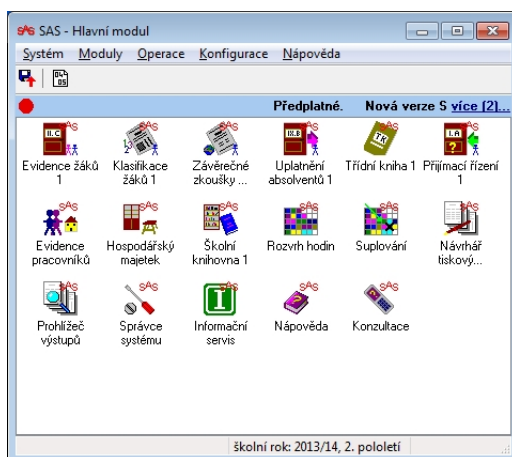 SAS - Hlavní modul
Systém Moduly Operace Konfigurace Nápověda
Předplatné. Nová verze S více (2)...
Evidence žáků 1
Klasifikace žáků 1
Závěrečné zkoušky ...
Uplatnění absolventů 1
Třídní kniha 1
Přijímací řízení 1
Evidence pracovníků
Hospodářský majetek
Školní knihovna 1
Rozvrh hodin
Suplování
Návrhář tiskový...
Prohlížeč výstupů
Správce systému
Informační servis
Nápověda
Konzultace
školní rok: 2013/14, 2. pololetí